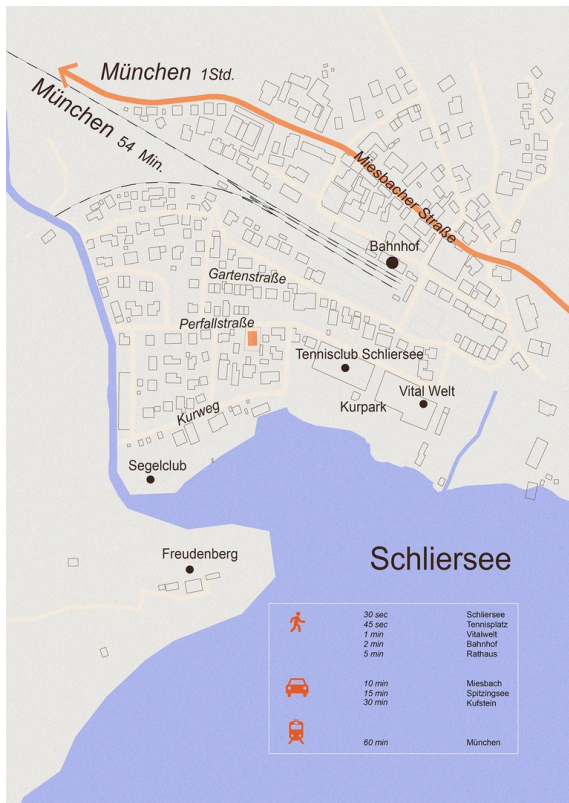 München 1Std.
München 54 Min.
Miesbacher Straße
Bahnhof
Gartenstraße
Perfallstraße
Tennisclub Schliersee
Vital Welt
Kurpark
Kurweg
Segelclub
Freudenberg
Schliersee
30 sec Schliersee
45 sec Tennisplatz
1 min Vitalwelt
2 min Bahnhof
5 min Rathaus
10 min Miesbach
15 min Spitzingsee
30 min Kufstein
60 min München